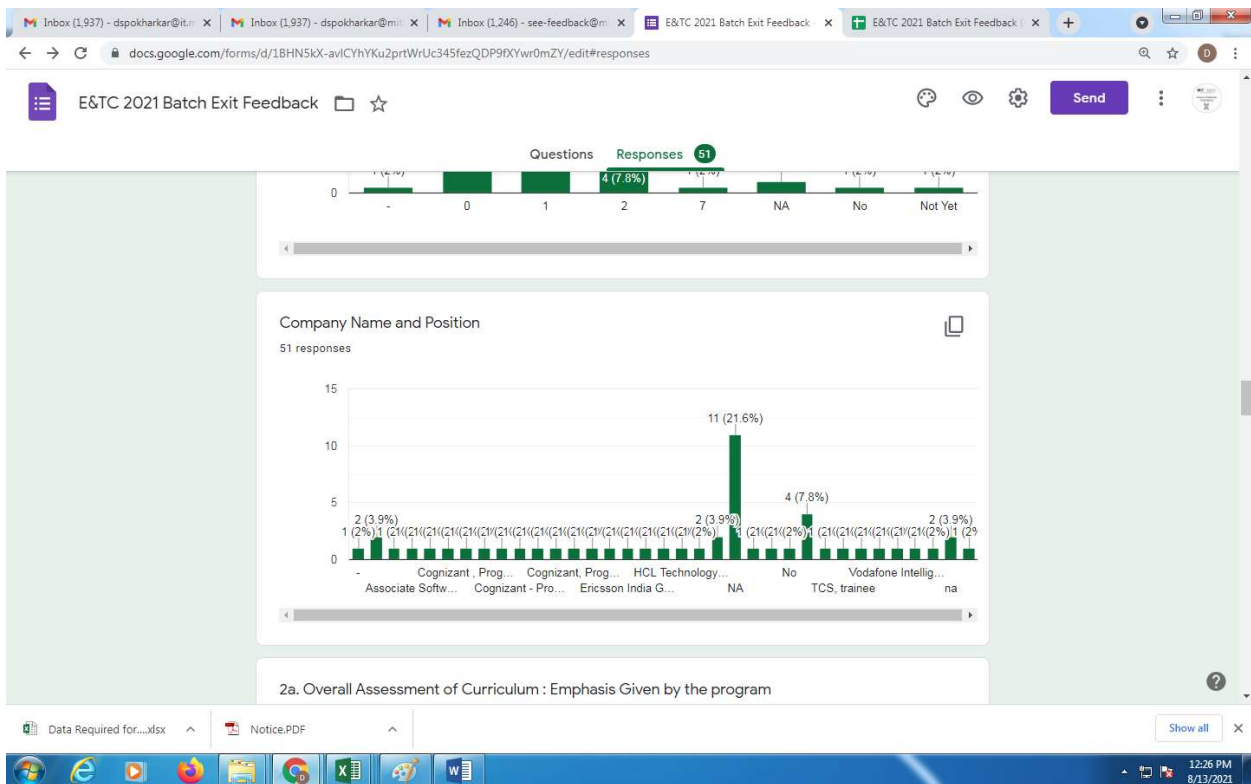 Inbox (1,937) - dspokharkar@it.n
Inbox (1,937) - dspokharkar@mit
Inbox (1,246) - see-feedback@m
E&TC 2021 Batch Exit Feedback -
E&TC 2021 Batch Exit Feedback
docs.google.com/forms/d/1BHN5kX-avlCYhYKu2prtWrUc345fezQDP9fXYwr0mZY/edit#responses
D
E&TC 2021 Batch Exit Feedback
Send
Questions Responses 51
4 (7.8%)
0
- 0 1 2 7 NA No Not Yet
Company Name and Position
51 responses
15
11 (21.6%)
10
4 (7.8%)
5
2 (3.9%) 2 (3.9%) 2 (3.9%)
0
- Cognizant , Prog... Cognizant, Prog... HCL Technology... No Vodafone Intellig...
Associate Softw... Cognizant - Pro... Ericsson India G... NA TCS, trainee na
2a. Overall Assessment of Curriculum : Emphasis Given by the program
Data Required for....xlsx
Notice.PDF
Show all
12:26 PM
8/13/2021